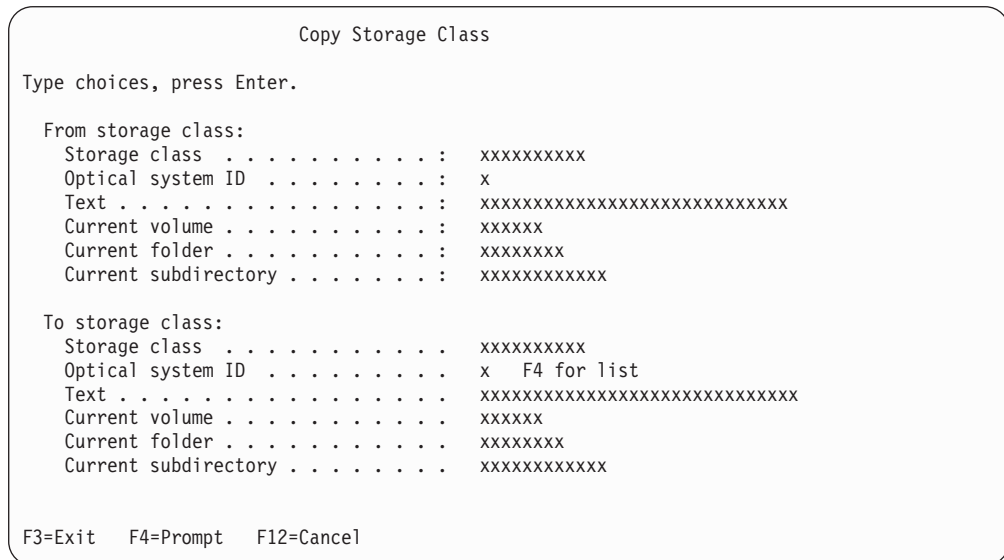 Copy Storage Class
Type choices, press Enter.
From storage class:
Storage class . . . . . . . . . . . : xxxxxxxxxx
Optical system ID . . . . . . . . : x
Text . . . . . . . . . . . . . . . : xxxxxxxxxxxxxxxxxxxxxxxxxxxxx
Current volume . . . . . . . . . . : xxxxxx
Current folder . . . . . . . . . . : xxxxxxxx
Current subdirectory . . . . . . . : xxxxxxxxxxxx
To storage class:
Storage class . . . . . . . . . . . xxxxxxxxxx
Optical system ID . . . . . . . . . x F4 for list
Text . . . . . . . . . . . . . . . . xxxxxxxxxxxxxxxxxxxxxxxxxxxxxx
Current volume . . . . . . . . . . . xxxxxx
Current folder . . . . . . . . . . . xxxxxxxx
Current subdirectory . . . . . . . . xxxxxxxxxxxx
F3=Exit F4=Prompt F12=Cancel